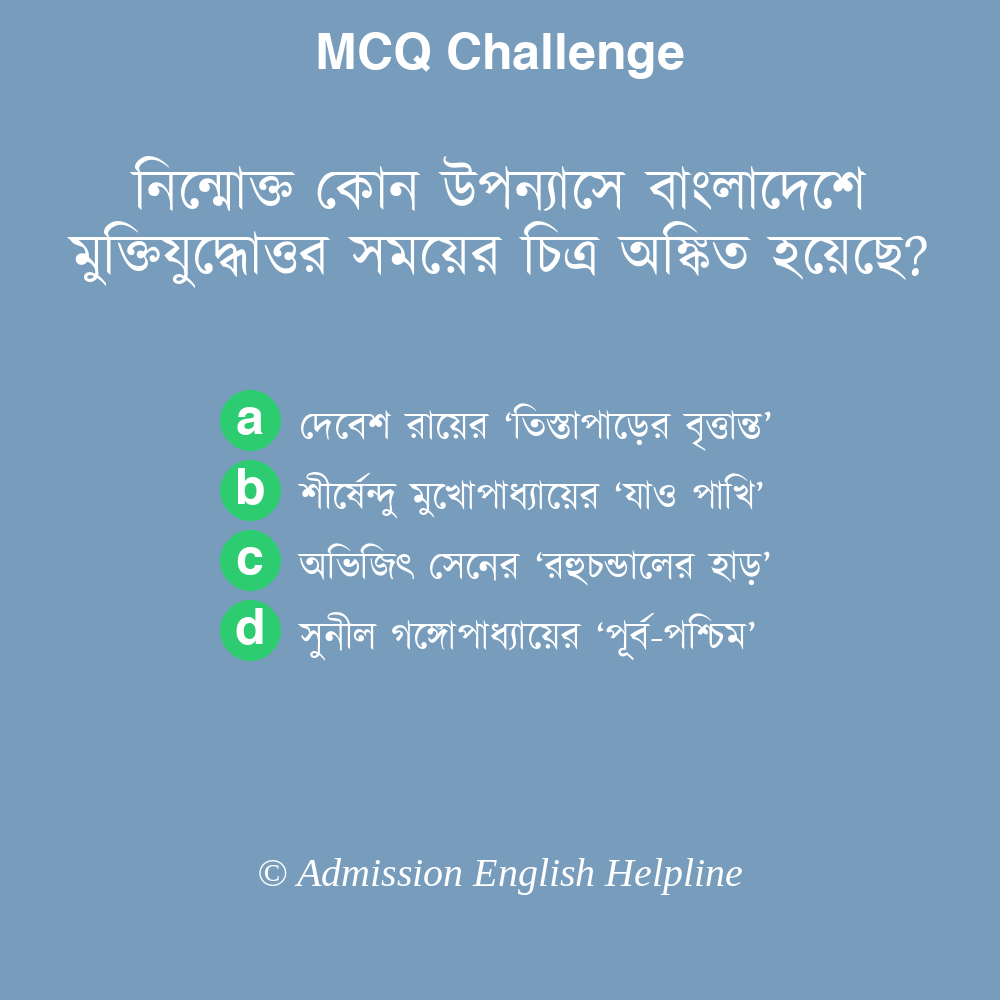 MCQ Challenge
নিন্মোক্ত কোন উপন্যাসে বাংলাদেশে
মুক্তিযুদ্ধোত্তর সময়ের চিত্র অঙ্কিত হয়েছে?
a দেবেশ রায়ের ‘তিস্তাপাড়ের বৃত্তান্ত’
b শীর্ষেন্দু মুখোপাধ্যায়ের ‘যাও পাখি’
c অভিজিৎ সেনের ‘রহুচন্ডালের হাড়’
d সুনীল গঙ্গোপাধ্যায়ের ‘পূর্ব-পশ্চিম’
© Admission English Helpline